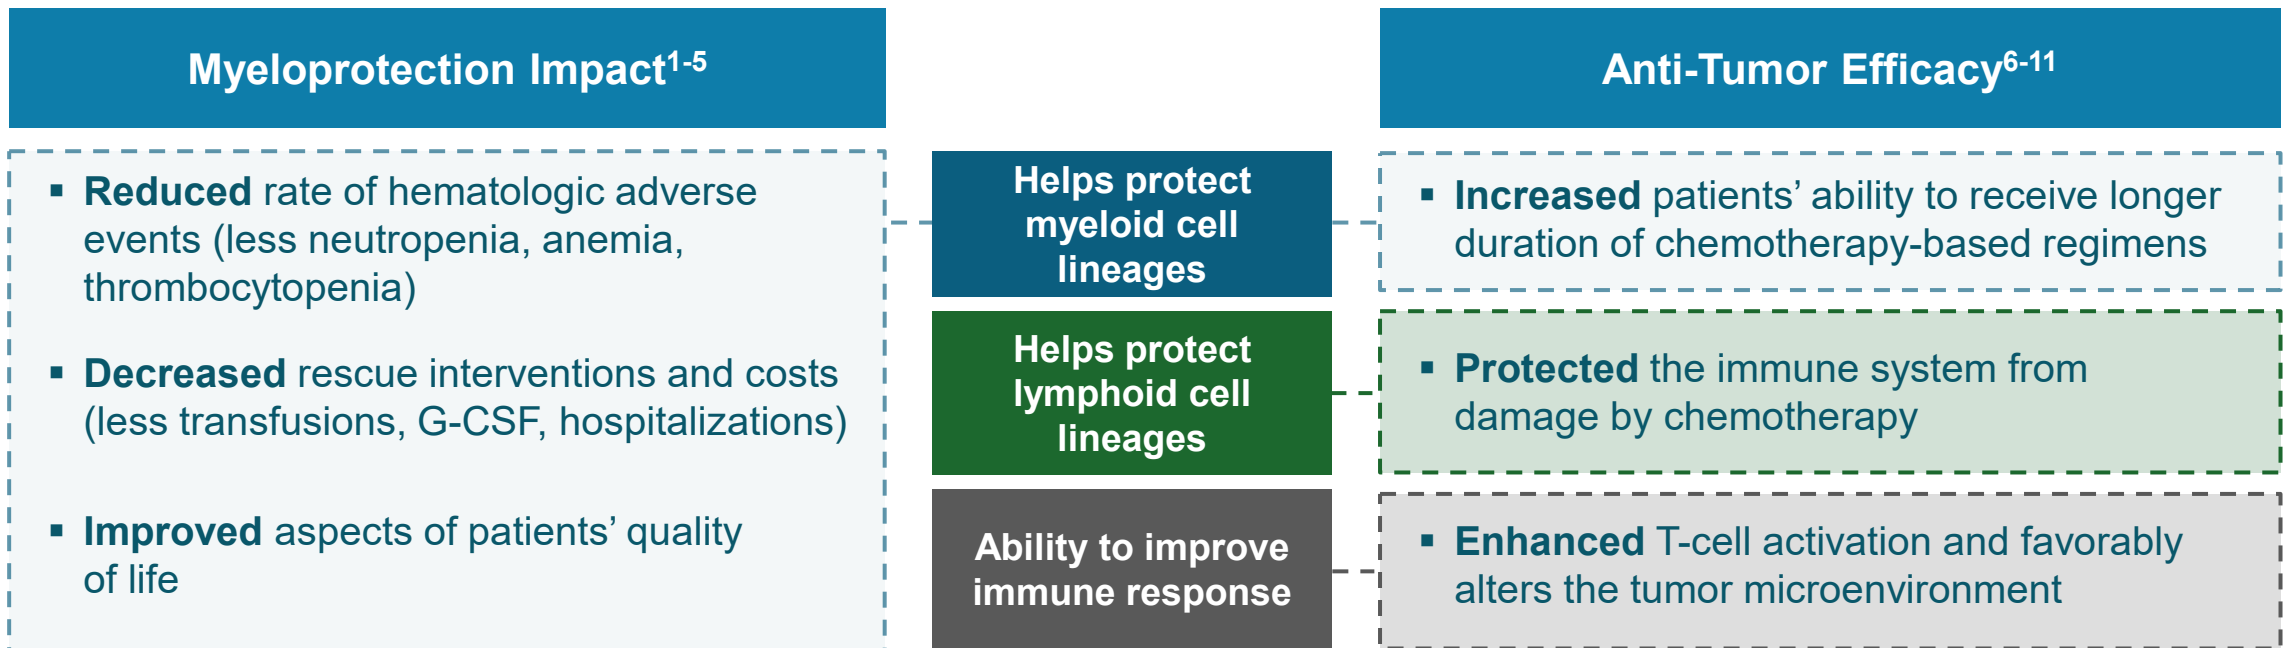 Myeloprotection Impact1-5
▪ Reduced rate of hematologic adverse
events (less neutropenia, anemia,
thrombocytopenia)
▪ Decreased rescue interventions and costs
(less transfusions, G-CSF, hospitalizations)
▪ Improved aspects of patients’ quality
of life
Helps protect
myeloid cell
lineages
Helps protect
lymphoid cell
lineages
Ability to improve
immune response
Anti-Tumor Efficacy6-11
▪ Increased patients’ ability to receive longer
duration of chemotherapy-based regimens
▪ Protected the immune system from
damage by chemotherapy
▪ Enhanced T-cell activation and favorably
alters the tumor microenvironment